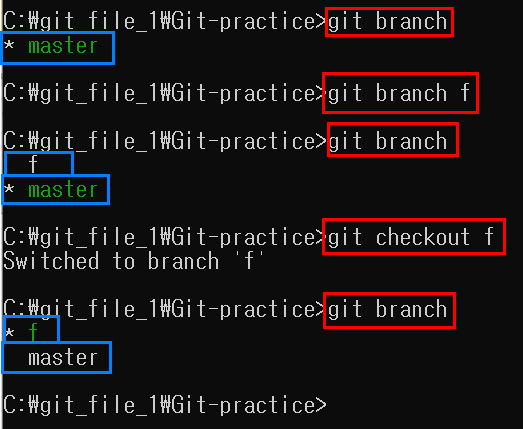 C:₩git_file_1₩Git-practice>git branch
* master
C:₩git_file_1₩Git-practice>git branch f
C:₩git_file_1₩Git-practice>git branch
  f
* master
C:₩git_file_1₩Git-practice>git checkout f
Switched to branch 'f'
C:₩git_file_1₩Git-practice>git branch
* f
  master
C:₩git_file_1₩Git-practice>